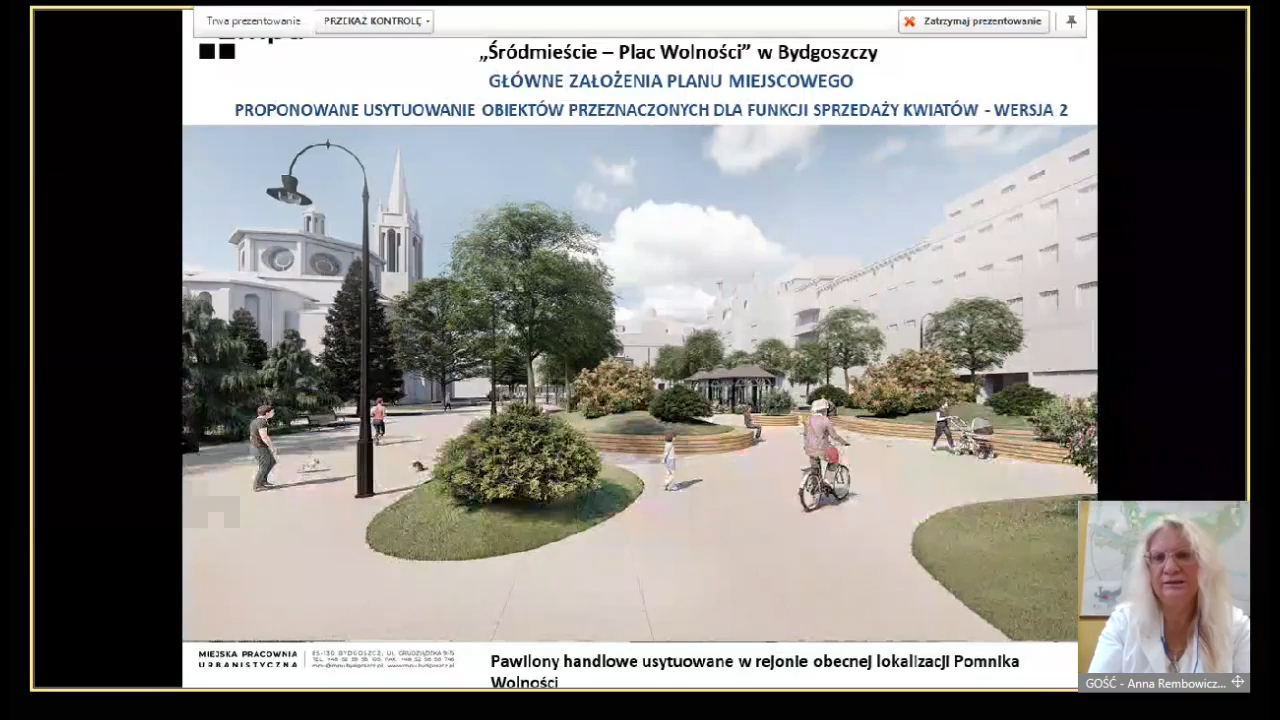 Trwa prezentowanie
PRZEKAŻ KONTROLĘ
Zatrzymaj prezentowanie
„Śródmieście – Plac Wolności” w Bydgoszczy
GŁÓWNE ZAŁOŻENIA PLANU MIEJSCOWEGO
PROPONOWANE USYTUOWANIE OBIEKTÓW PRZEZNACZONYCH DLA FUNKCJI SPRZEDAŻY KWIATÓW - WERSJA 2
MIEJSKA PRACOWNIA
URBANISTYCZNA
85-130 BYDGOSZCZ, UL. GRUDZIĄDZKA 9-15
Pawilony handlowe usytuowane w rejonie obecnej lokalizacji Pomnika
Wolności
GOŚĆ - Anna Rembowicz...